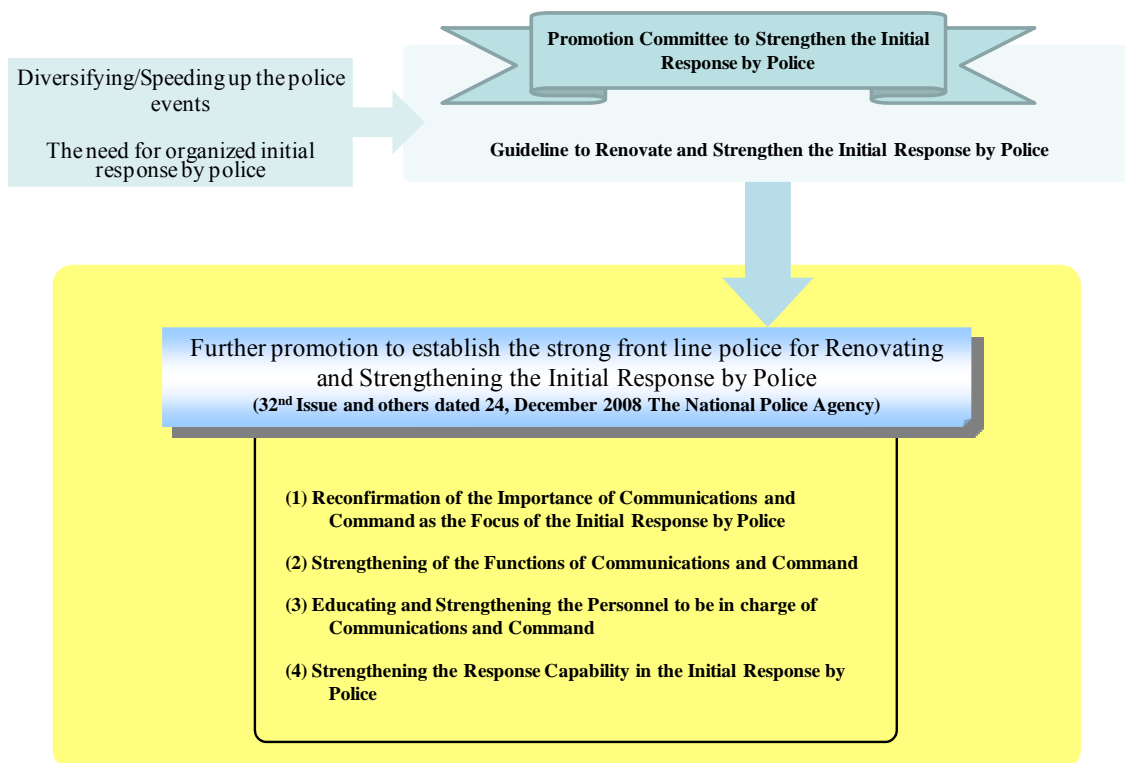 Promotion Committee to Strengthen the Initial
Response by Police
Diversifying/Speeding up the police
events
The need for organized initial
response by police
Guideline to Renovate and Strengthen the Initial Response by Police
Further promotion to establish the strong front line police for Renovating
and Strengthening the Initial Response by Police
(32nd Issue and others dated 24, December 2008 The National Police Agency)
(1) Reconfirmation of the Importance of Communications and
Command as the Focus of the Initial Response by Police
(2) Strengthening of the Functions of Communications and Command
(3) Educating and Strengthening the Personnel to be in charge of
Communications and Command
(4) Strengthening the Response Capability in the Initial Response by
Police